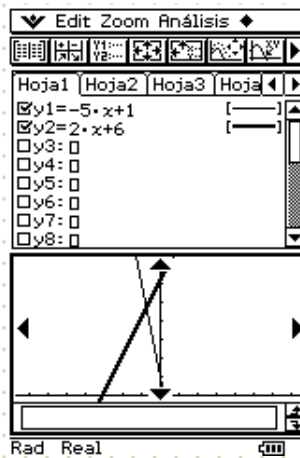 Edit Zoom Análisis
Hoja1 Hoja2 Hoja3 Hoja
y1=-5·x+1
y2=2·x+6
y3:
y4:
y5:
y6:
y7:
y8:
Rad Real